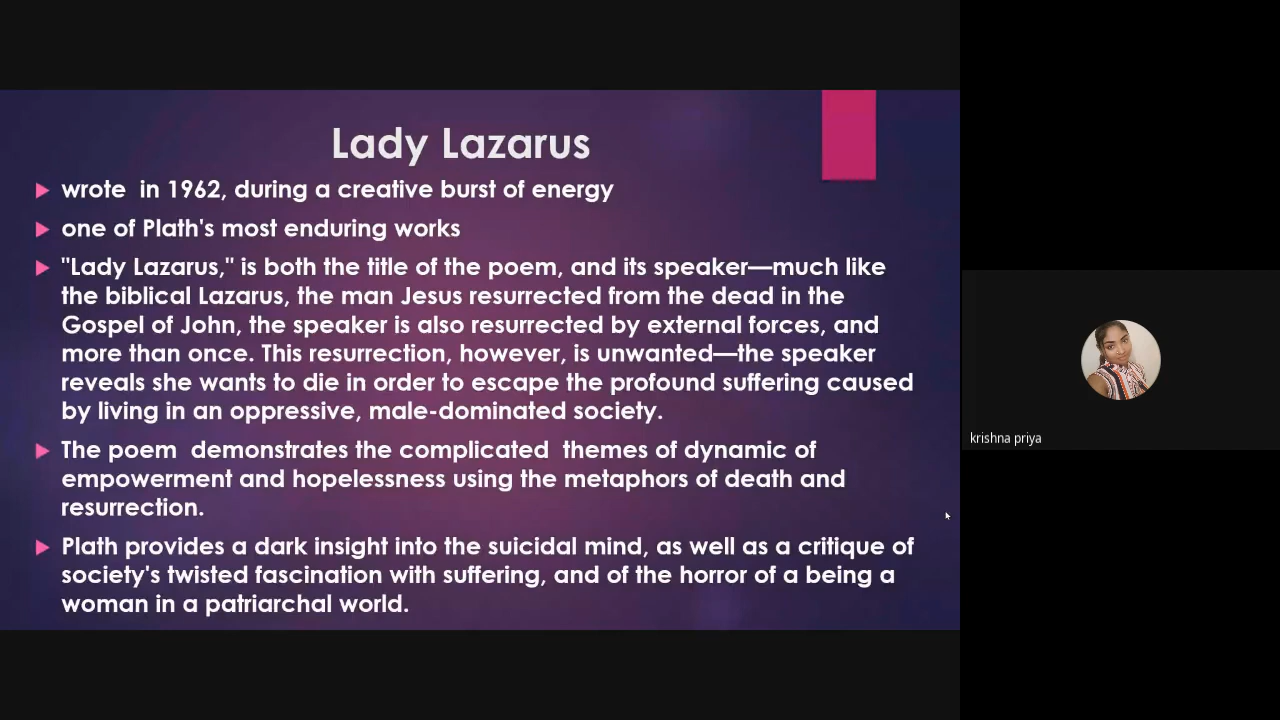 Lady Lazarus
wrote  in 1962, during a creative burst of energy
one of Plath's most enduring works
"Lady Lazarus," is both the title of the poem, and its speaker—much like
the biblical Lazarus, the man Jesus resurrected from the dead in the
Gospel of John, the speaker is also resurrected by external forces, and
more than once. This resurrection, however, is unwanted—the speaker
reveals she wants to die in order to escape the profound suffering caused
by living in an oppressive, male-dominated society.
The poem  demonstrates the complicated  themes of dynamic of
empowerment and hopelessness using the metaphors of death and
resurrection.
Plath provides a dark insight into the suicidal mind, as well as a critique of
society's twisted fascination with suffering, and of the horror of a being a
woman in a patriarchal world.
krishna priya